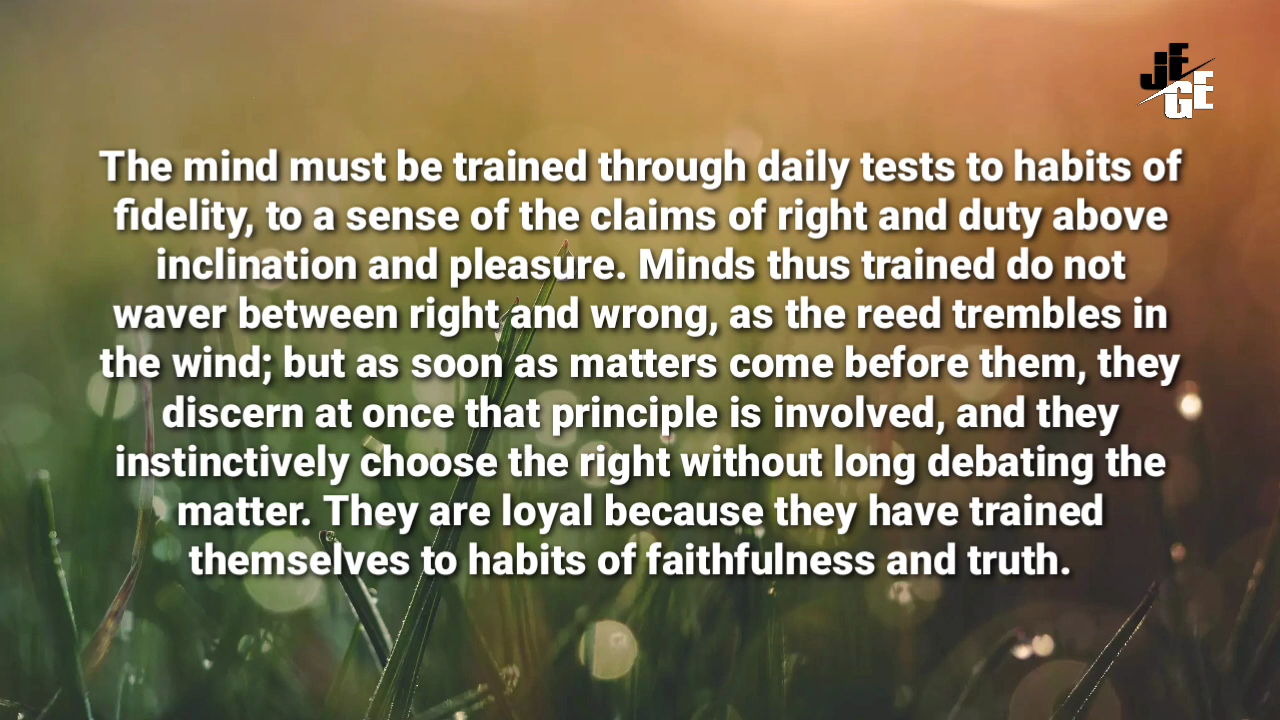 JF
GFE
The mind must be trained through daily tests to habits of
fidelity, to a sense of the claims of right and duty above
inclination and pleasure. Minds thus trained do not
waver between right and wrong, as the reed trembles in
the wind; but as soon as matters come before them, they
discern at once that principle is involved, and they
instinctively choose the right without long debating the
matter. They are loyal because they have trained
themselves to habits of faithfulness and truth.